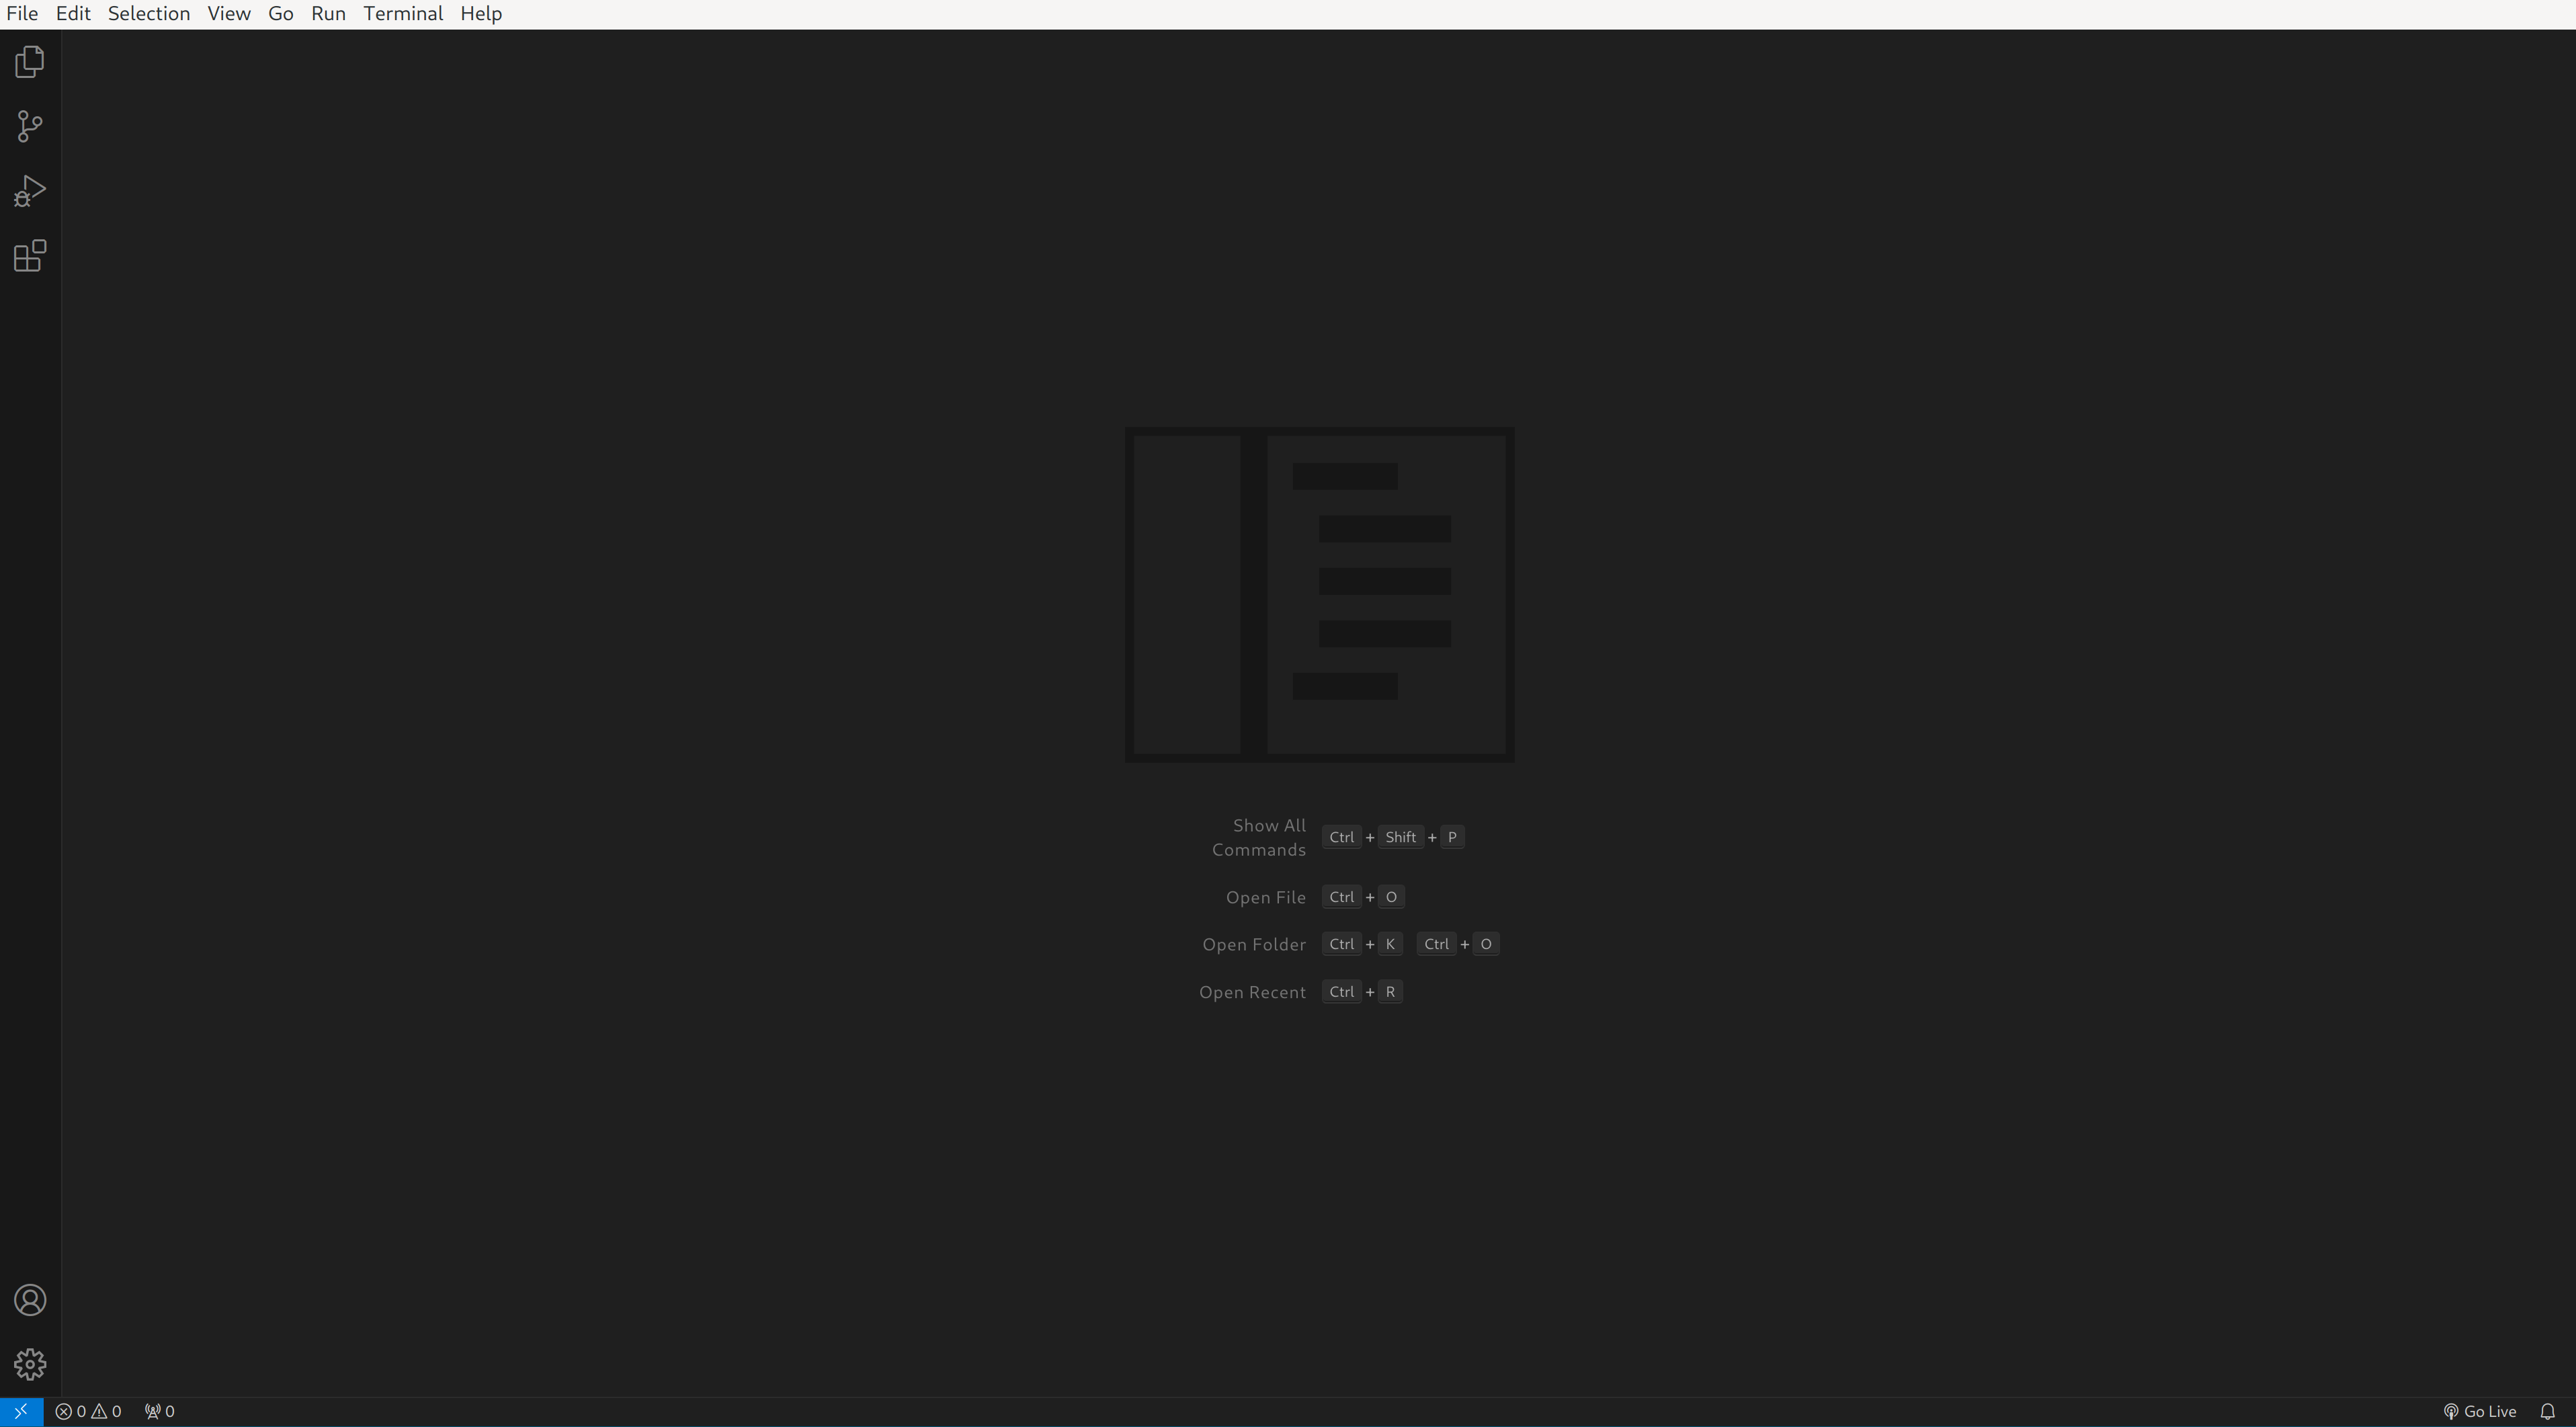 File Edit Selection View Go Run Terminal Help
Show All
Commands
Ctrl + Shift + P
Open File Ctrl + O
Open Folder Ctrl + K Ctrl + O
Open Recent Ctrl + R
0 0 0 Go Live